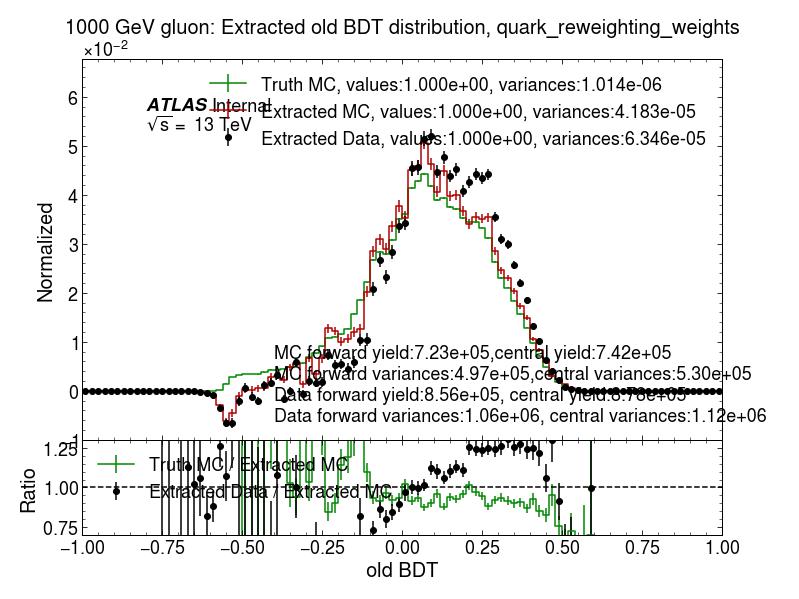 1000 GeV gluon: Extracted old BDT distribution, quark_reweighting_weights
×10−2
Truth MC, values:1.000e+00, variances:1.014e-06
ATLAS Internal
Extracted MC, values:1.000e+00, variances:4.183e-05
√s = 13 TeV
Extracted Data, values:1.000e+00, variances:6.346e-05
6
5
4
3
2
1
0
−1
Normalized
MC forward yield:7.23e+05,central yield:7.42e+05
MC forward variances:4.97e+05,central variances:5.30e+05
Data forward yield:8.56e+05, central yield:8.78e+05
Data forward variances:1.06e+06, central variances:1.12e+06
1.25
1.00
0.75
Ratio
Truth MC / Extracted MC
Extracted Data / Extracted MC
−1.00 −0.75 −0.50 −0.25 0.00 0.25 0.50 0.75 1.00
old BDT